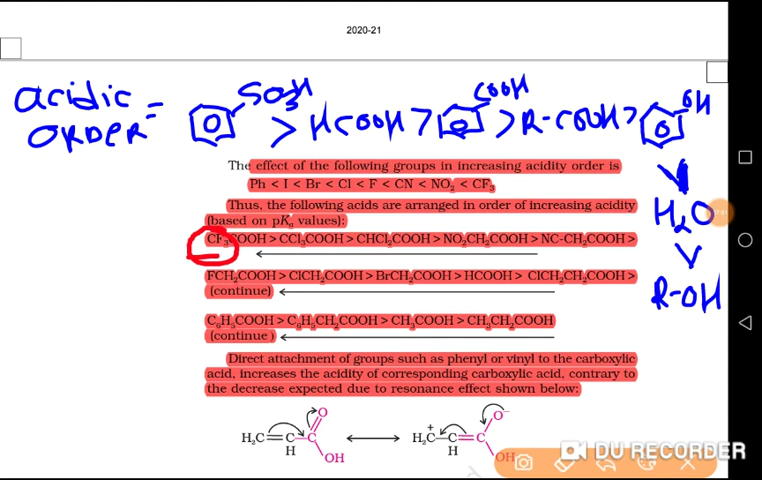 2020-21
acidic ORDER = SO3H > HCOOH > COOH > R-COOH > OH
The effect of the following groups in increasing acidity order is
Ph < I < Br < Cl < F < CN < NO2 < CF3
> H2O
Thus, the following acids are arranged in order of increasing acidity
(based on pKa values):
CF3COOH > CCl3COOH > CHCl2COOH > NO2CH2COOH > NC-CH2COOH >
> R-OH
FCH2COOH > ClCH2COOH > BrCH2COOH > HCOOH > ClCH2CH2COOH >
(continue)
C6H5COOH > C6H5CH2COOH > CH3COOH > CH3CH2COOH
(continue )
Direct attachment of groups such as phenyl or vinyl to the carboxylic
acid, increases the acidity of corresponding carboxylic acid, contrary to
the decrease expected due to resonance effect shown below:
H2C=C-C O H OH
H2C+-C=C O- H OH
DU RECORDER